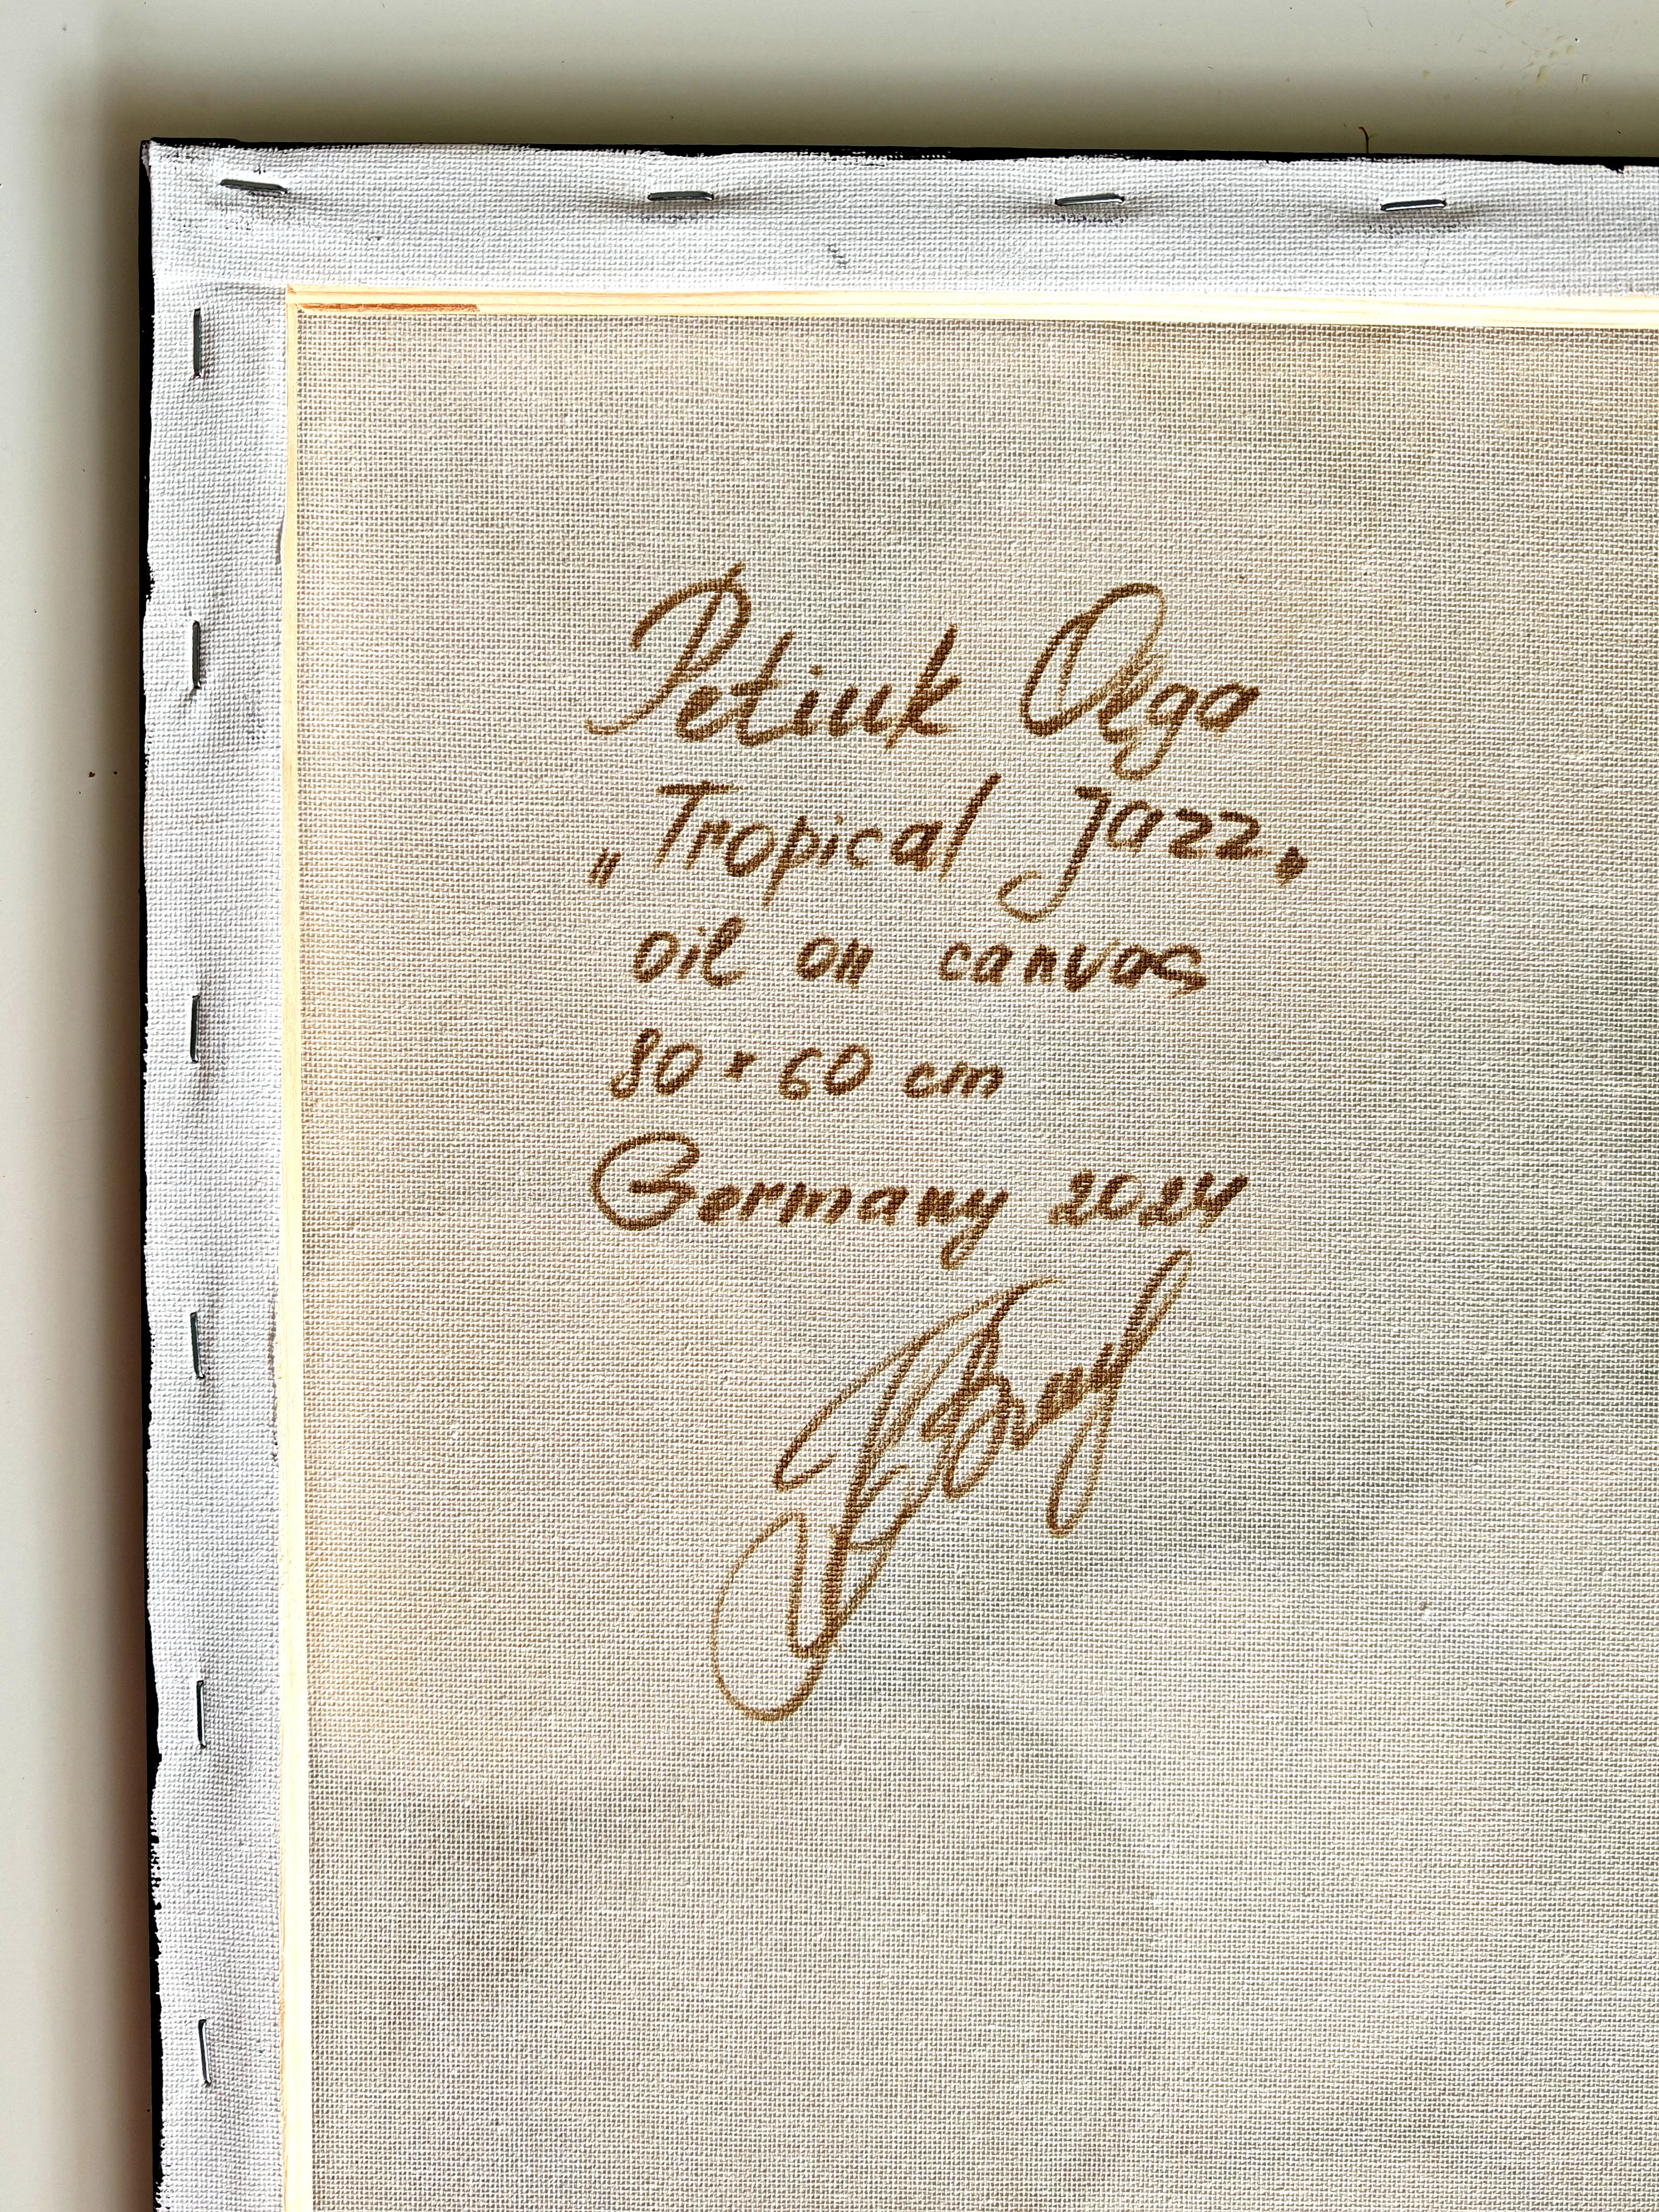 Petiuk Olga
„Tropical Jazz„
oil on canvas
80 × 60 cm
Germany 2024